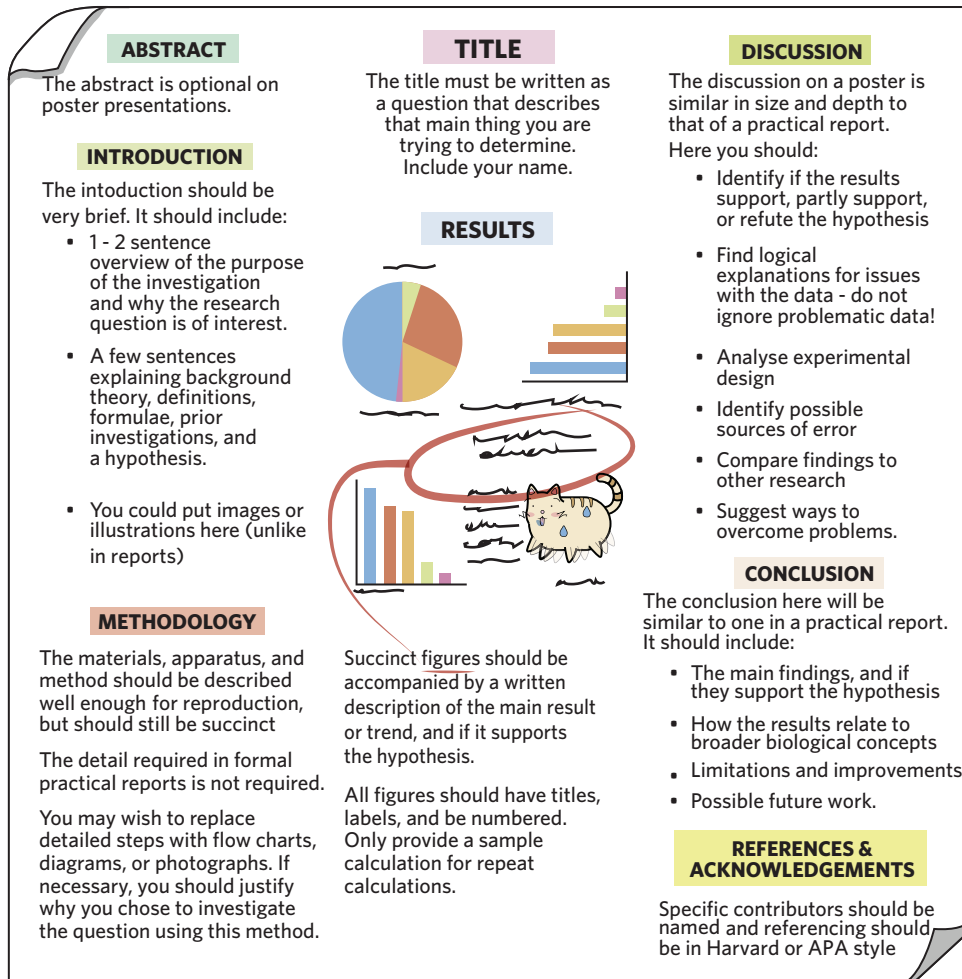 ABSTRACT
The abstract is optional on
poster presentations.
INTRODUCTION
The intoduction should be
very brief. It should include:
• 1 - 2 sentence
overview of the purpose
of the investigation
and why the research
question is of interest.
• A few sentences
explaining background
theory, definitions,
formulae, prior
investigations, and
a hypothesis.
• You could put images or
illustrations here (unlike
in reports)
METHODOLOGY
The materials, apparatus, and
method should be described
well enough for reproduction,
but should still be succinct
The detail required in formal
practical reports is not required.
You may wish to replace
detailed steps with flow charts,
diagrams, or photographs. If
necessary, you should justify
why you chose to investigate
the question using this method.
TITLE
The title must be written as
a question that describes
that main thing you are
trying to determine.
Include your name.
RESULTS
Succinct figures should be
accompanied by a written
description of the main result
or trend, and if it supports
the hypothesis.
All figures should have titles,
labels, and be numbered.
Only provide a sample
calculation for repeat
calculations.
DISCUSSION
The discussion on a poster is
similar in size and depth to
that of a practical report.
Here you should:
• Identify if the results
support, partly support,
or refute the hypothesis
• Find logical
explanations for issues
with the data - do not
ignore problematic data!
• Analyse experimental
design
• Identify possible
sources of error
• Compare findings to
other research
• Suggest ways to
overcome problems.
CONCLUSION
The conclusion here will be
similar to one in a practical report.
It should include:
• The main findings, and if
they support the hypothesis
• How the results relate to
broader biological concepts
• Limitations and improvements
• Possible future work.
REFERENCES &
ACKNOWLEDGEMENTS
Specific contributors should be
named and referencing should
be in Harvard or APA style